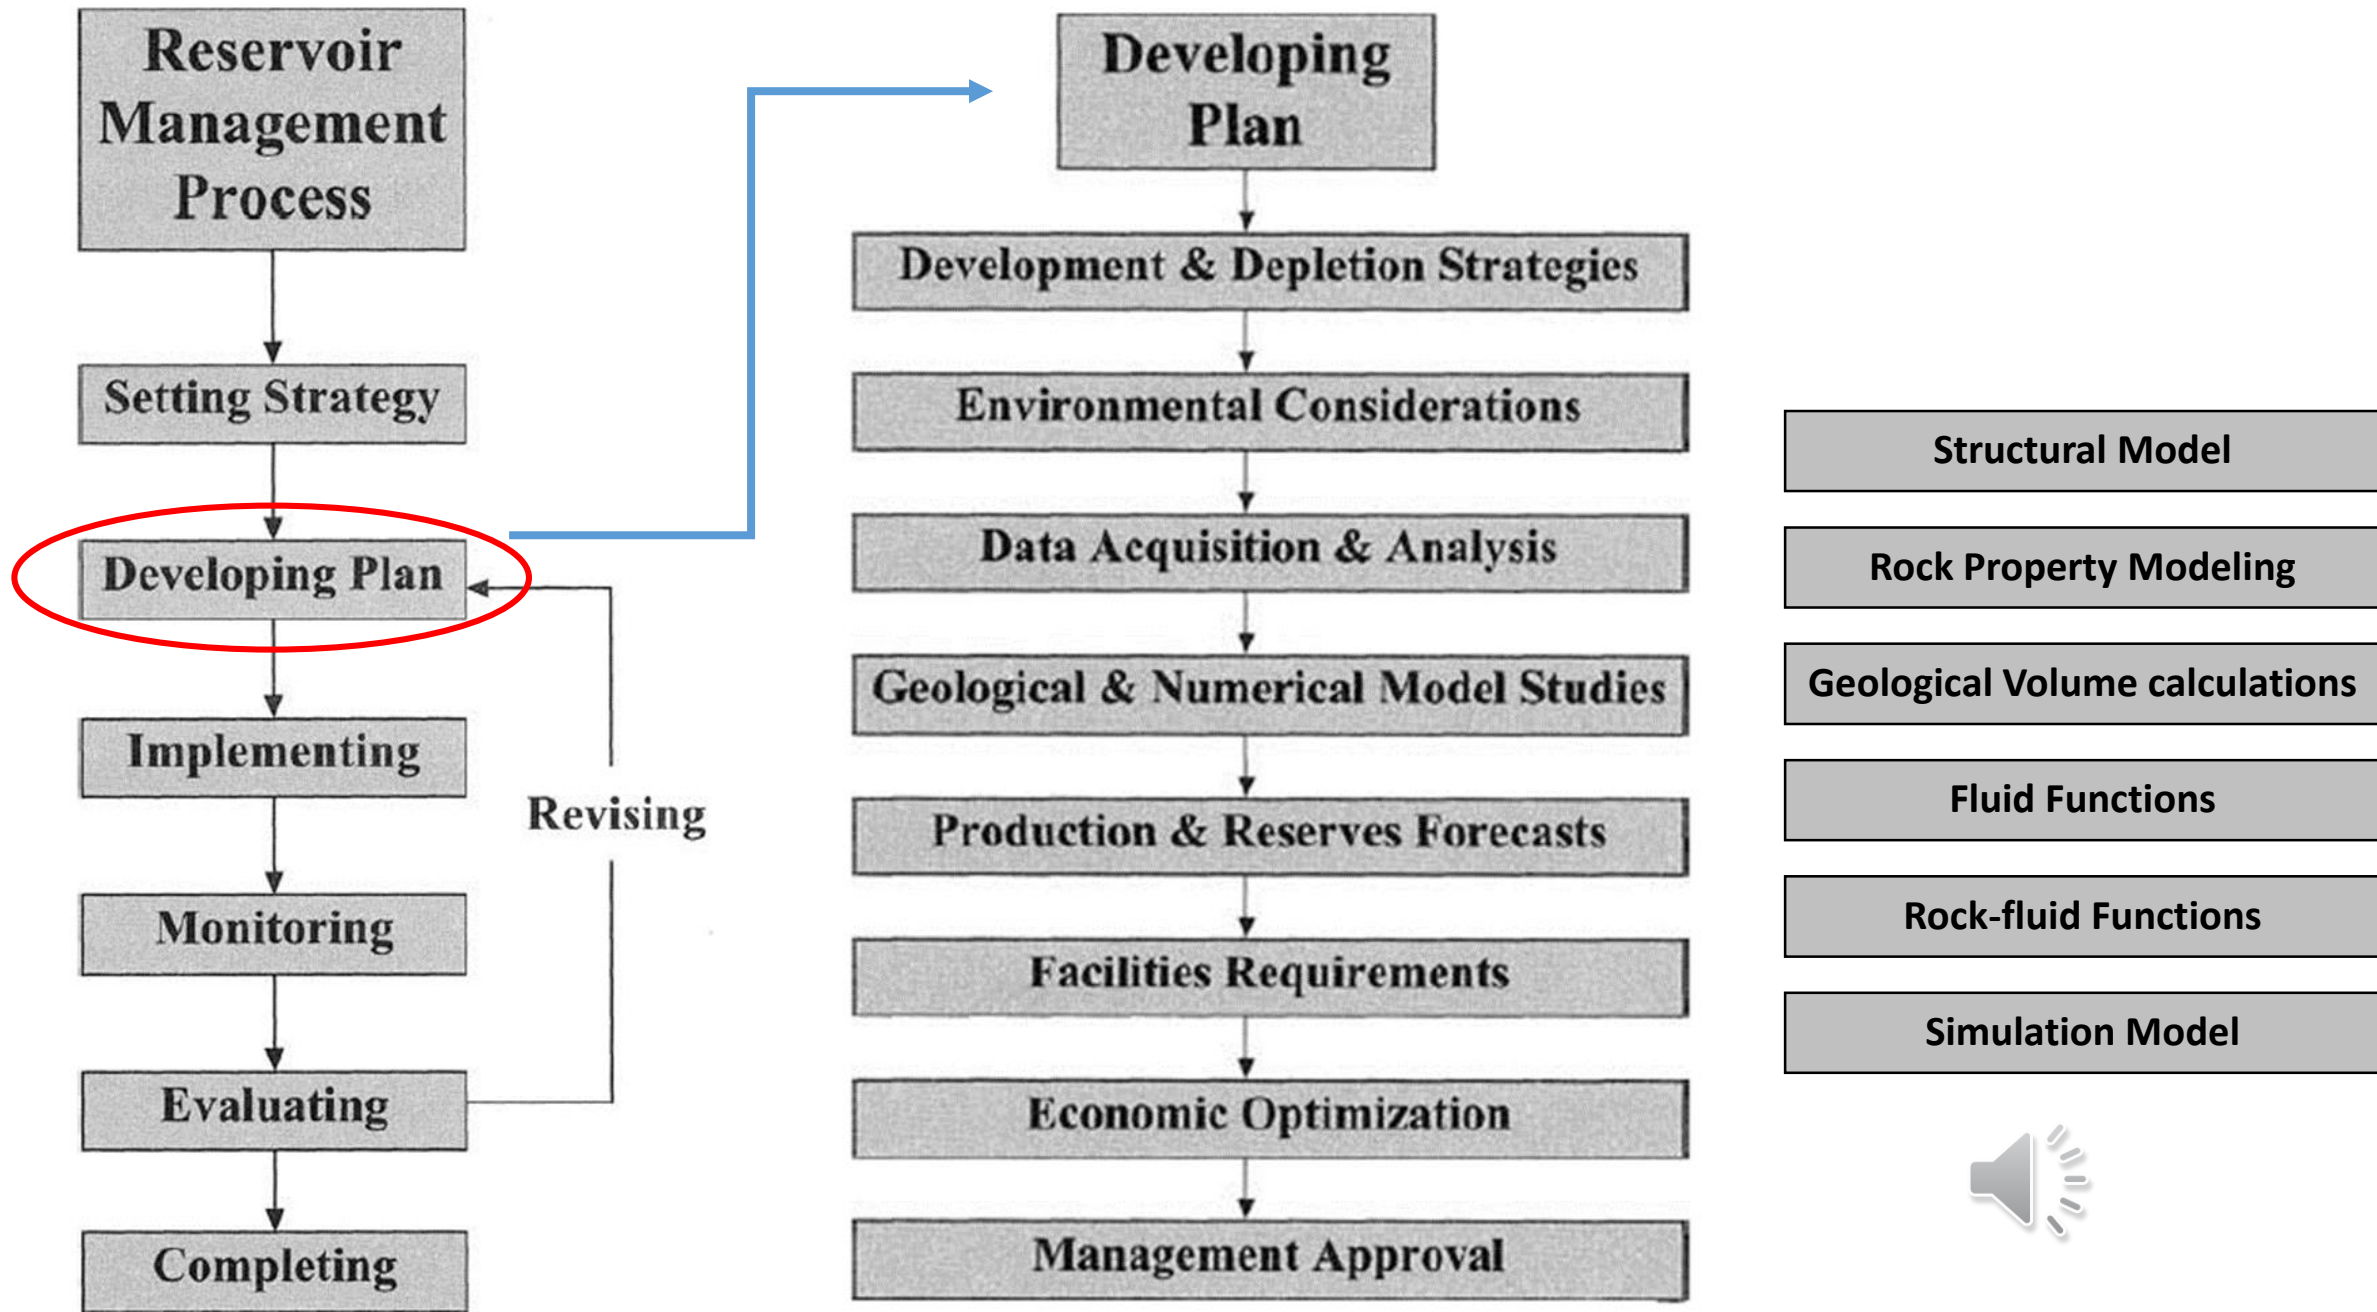 Reservoir
Management
Process
Setting Strategy
Developing Plan
Implementing
Revising
Monitoring
Evaluating
Completing
Developing
Plan
Development & Depletion Strategies
Environmental Considerations
Data Acquisition & Analysis
Geological & Numerical Model Studies
Production & Reserves Forecasts
Facilities Requirements
Economic Optimization
Management Approval
Structural Model
Rock Property Modeling
Geological Volume calculations
Fluid Functions
Rock-fluid Functions
Simulation Model